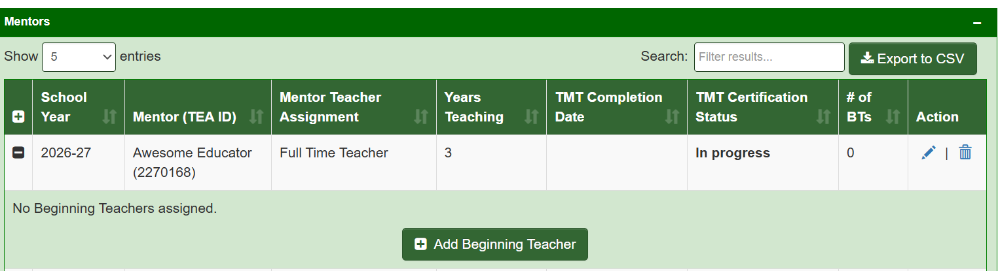 Mentors
Show 5 entries
Search: Filter results... Export to CSV
School Year
Mentor (TEA ID)
Mentor Teacher Assignment
Years Teaching
TMT Completion Date
TMT Certification Status
# of BTs
Action
2026-27
Awesome Educator
(2270168)
Full Time Teacher
3
In progress
0
|
No Beginning Teachers assigned.
Add Beginning Teacher